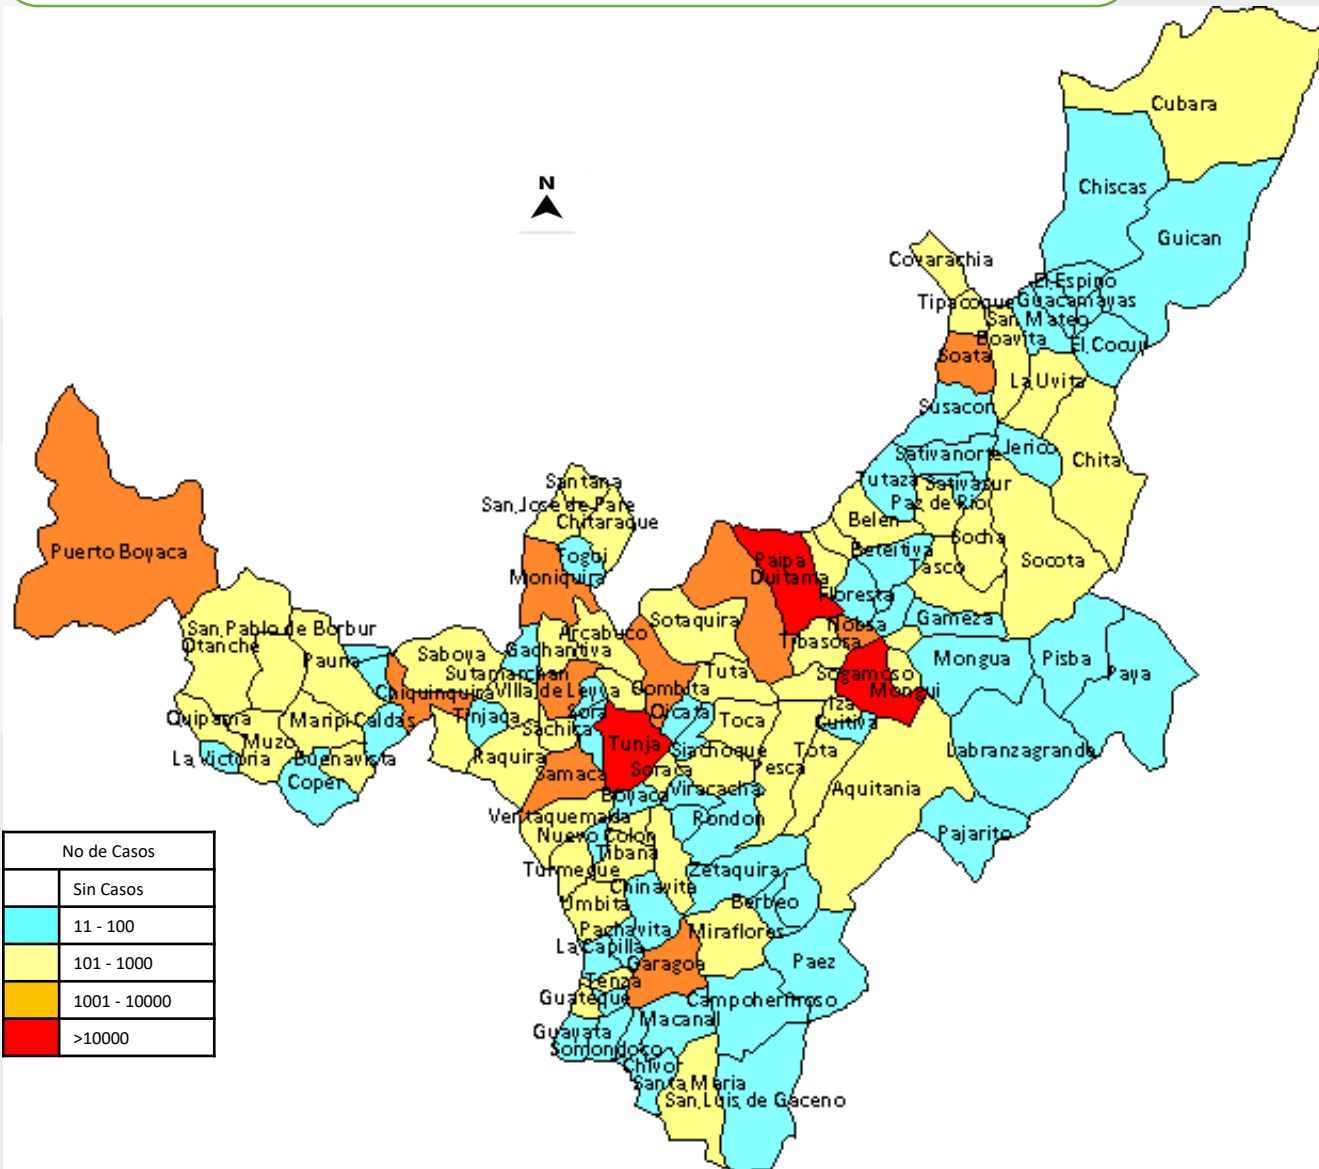 Cubara
Chiscas
N
Guican
Covarachia
El Espino
Tipacoque
Guacamayas
San Mateo
Boavita
El Cocuy
Soata
La Uvita
Susacon
Jerico
Sativanorte
Chita
Tutaza
Sativasur
Santana
San Jose de Pare
Paz de Rio
Chitaraque
Belen
Socha
Puerto Boyaca
Togui
Beteitiva
Paipa
Socota
Tasco
Moniquira
Duitama
Floresta
Sotaquira
Gameza
San Pablo de Borbur
Arcabuco
Nobsa
Otanche
Gachantiva
Tibasosa
Saboya
Pauna
Mongua
Pisba
Paya
Sutamarchan
Tuta
Sogamoso
Chiquinquira
Villa de Leyva
Combita
Mongui
Iza
Quipama
Maripi
Caldas
Tinjaca
Sora
Oicata
Toca
Cuitiva
Sachica
Muzo
Tunja
Siachoque
Tota
Labranzagrande
La Victoria
Buenavista
Raquira
Soraca
Pesca
Samaca
Coper
Boyaca
Viracacha
Aquitania
Ventaquemada
Rondon
Nuevo Colon
Pajarito
Tibana
Turmeque
Zetaquira
Chinavita
Umbita
Berbeo
Pachavita
Miraflores
La Capilla
Garagoa
Paez
Tenza
Guateque
Campohermoso
Macanal
Guayata
Somondoco
Chivor
Santa Maria
San Luis de Gaceno
No de Casos
Sin Casos
11 - 100
101 - 1000
1001 - 10000
>10000